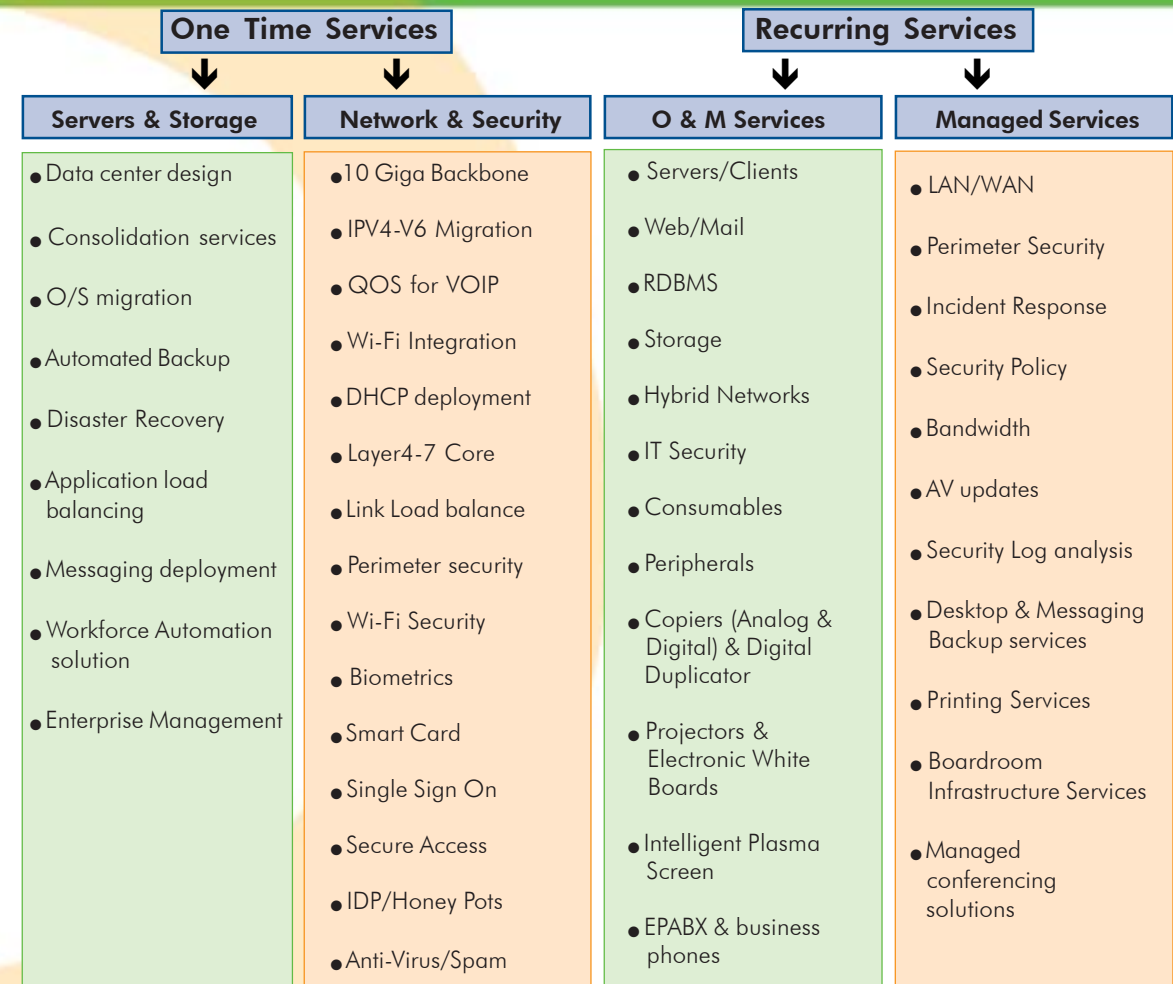 One Time Services
Recurring Services
Servers & Storage
● Data center design
● Consolidation services
● O/S migration
● Automated Backup
● Disaster Recovery
● Application load
balancing
● Messaging deployment
● Workforce Automation
solution
● Enterprise Management
Network & Security
● 10 Giga Backbone
● IPV4-V6 Migration
● QOS for VOIP
● Wi-Fi Integration
● DHCP deployment
● Layer4-7 Core
● Link Load balance
● Perimeter security
● Wi-Fi Security
● Biometrics
● Smart Card
● Single Sign On
● Secure Access
● IDP/Honey Pots
● Anti-Virus/Spam
O & M Services
● Servers/Clients
● Web/Mail
● RDBMS
● Storage
● Hybrid Networks
● IT Security
● Consumables
● Peripherals
● Copiers (Analog &
Digital) & Digital
Duplicator
● Projectors &
Electronic White
Boards
● Intelligent Plasma
Screen
● EPABX & business
phones
Managed Services
● LAN/WAN
● Perimeter Security
● Incident Response
● Security Policy
● Bandwidth
● AV updates
● Security Log analysis
● Desktop & Messaging
Backup services
● Printing Services
● Boardroom
Infrastructure Services
● Managed
conferencing
solutions